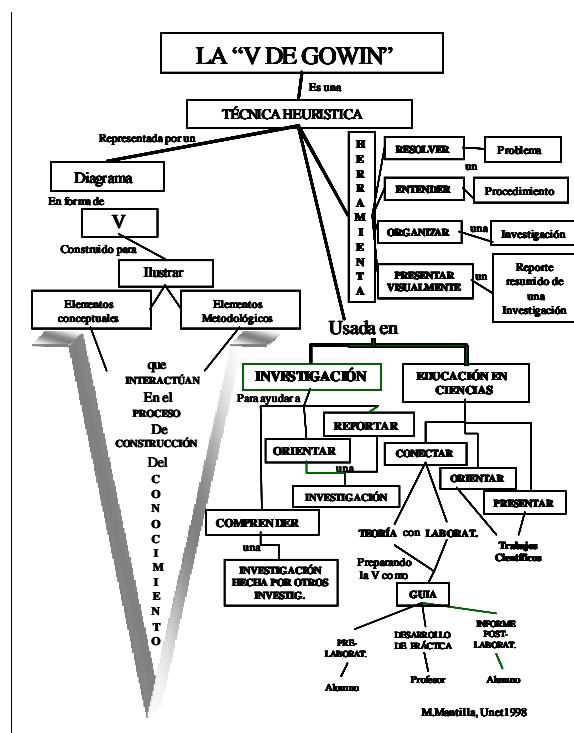 LA “V DE GOWIN”
Es una
TÉCNICA HEURISTICA
Representada por un
Diagrama
En forma de
V
Construido para
Ilustrar
Elementos
conceptuales
Elementos
Metodológicos
que
INTERACTÚAN
En el
PROCESO
De
CONSTRUCCIÓN
Del
C
O
N
O
C
I
M
I
E
N
T
O
H
E
R
R
A
M
I
E
N
T
A
RESOLVER
un
Problema
ENTENDER
Procedimiento
ORGANIZAR
una
Investigación
PRESENTAR
VISUALMENTE
un
Reporte
resumido de
una
Investigación
Usada en
INVESTIGACIÓN
Para ayudar a
REPORTAR
ORIENTAR
una
INVESTIGACIÓN
COMPRENDER
una
INVESTIGACIÓN
HECHA POR OTROS
INVESTIG.
EDUCACIÓN EN
CIENCIAS
CONECTAR
ORIENTAR
PRESENTAR
TEORÍA con LABORAT.
Trabajos
Científicos
Preparando
la V como
GUIA
PRE-
LABORAT.
Alumno
DESARROLLO
DE PRÁCTICA
Profesor
INFORME
POST-
LABORAT.
Alumno
M.Mantilla, Unet1998